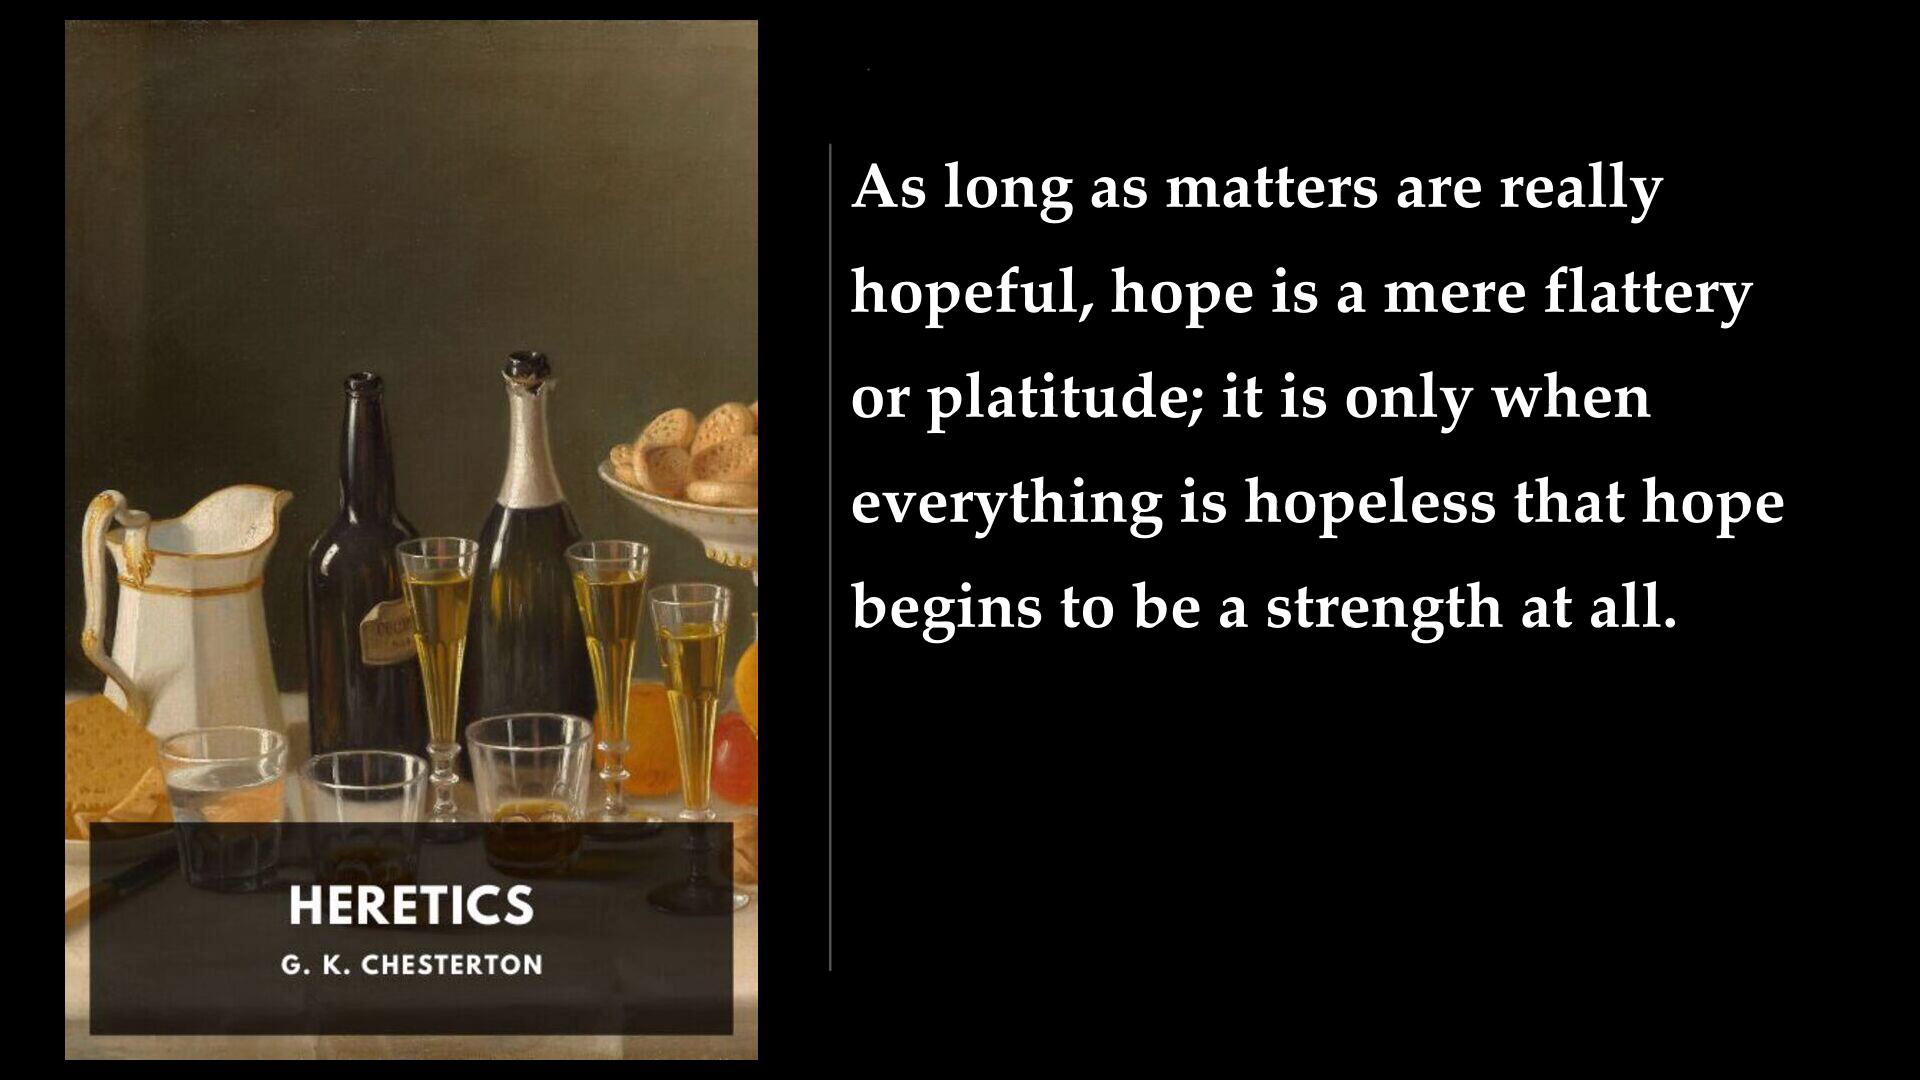 As long as matters are really
hopeful, hope is a mere flattery
or platitude; it is only when
everything is hopeless that hope
begins to be a strength at all.
HERETICS
G. K. CHESTERTON